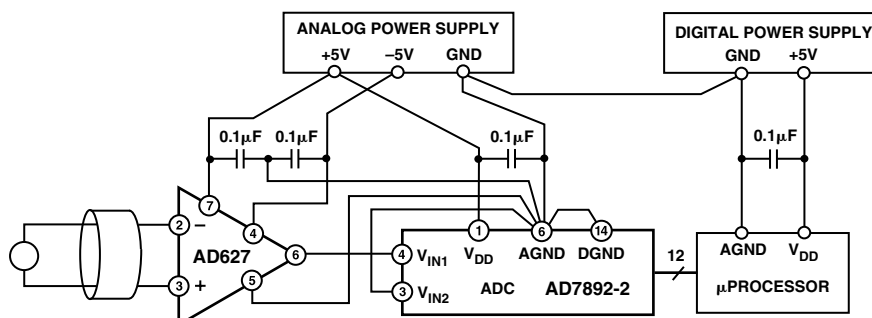 ANALOG POWER SUPPLY
+5V –5V GND
DIGITAL POWER SUPPLY
GND +5V
0.1µF 0.1µF 0.1µF 0.1µF
7
4
2 –
AD627
6
3 +
5
1 6 14
4 VIN1 VDD AGND DGND
3 VIN2 ADC AD7892-2
12
AGND VDD
µPROCESSOR